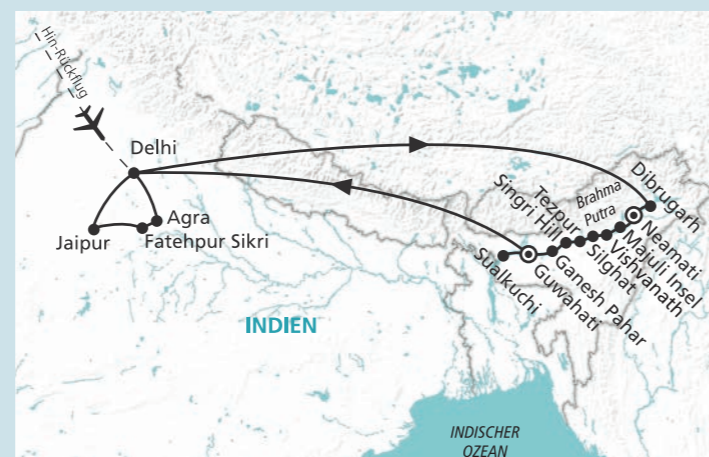 Hin-Rückflug
Delhi
Agra
Fatehpur Sikri
Jaipur
Dibrugarh
Brahma
Putra
Neamati
Majuli Insel
Vishvanath
Silghat
Tezpur
Singri Hill
Ganesh Pahar
Guwahati
Sualkuchi
INDIEN
INDISCHER
OZEAN